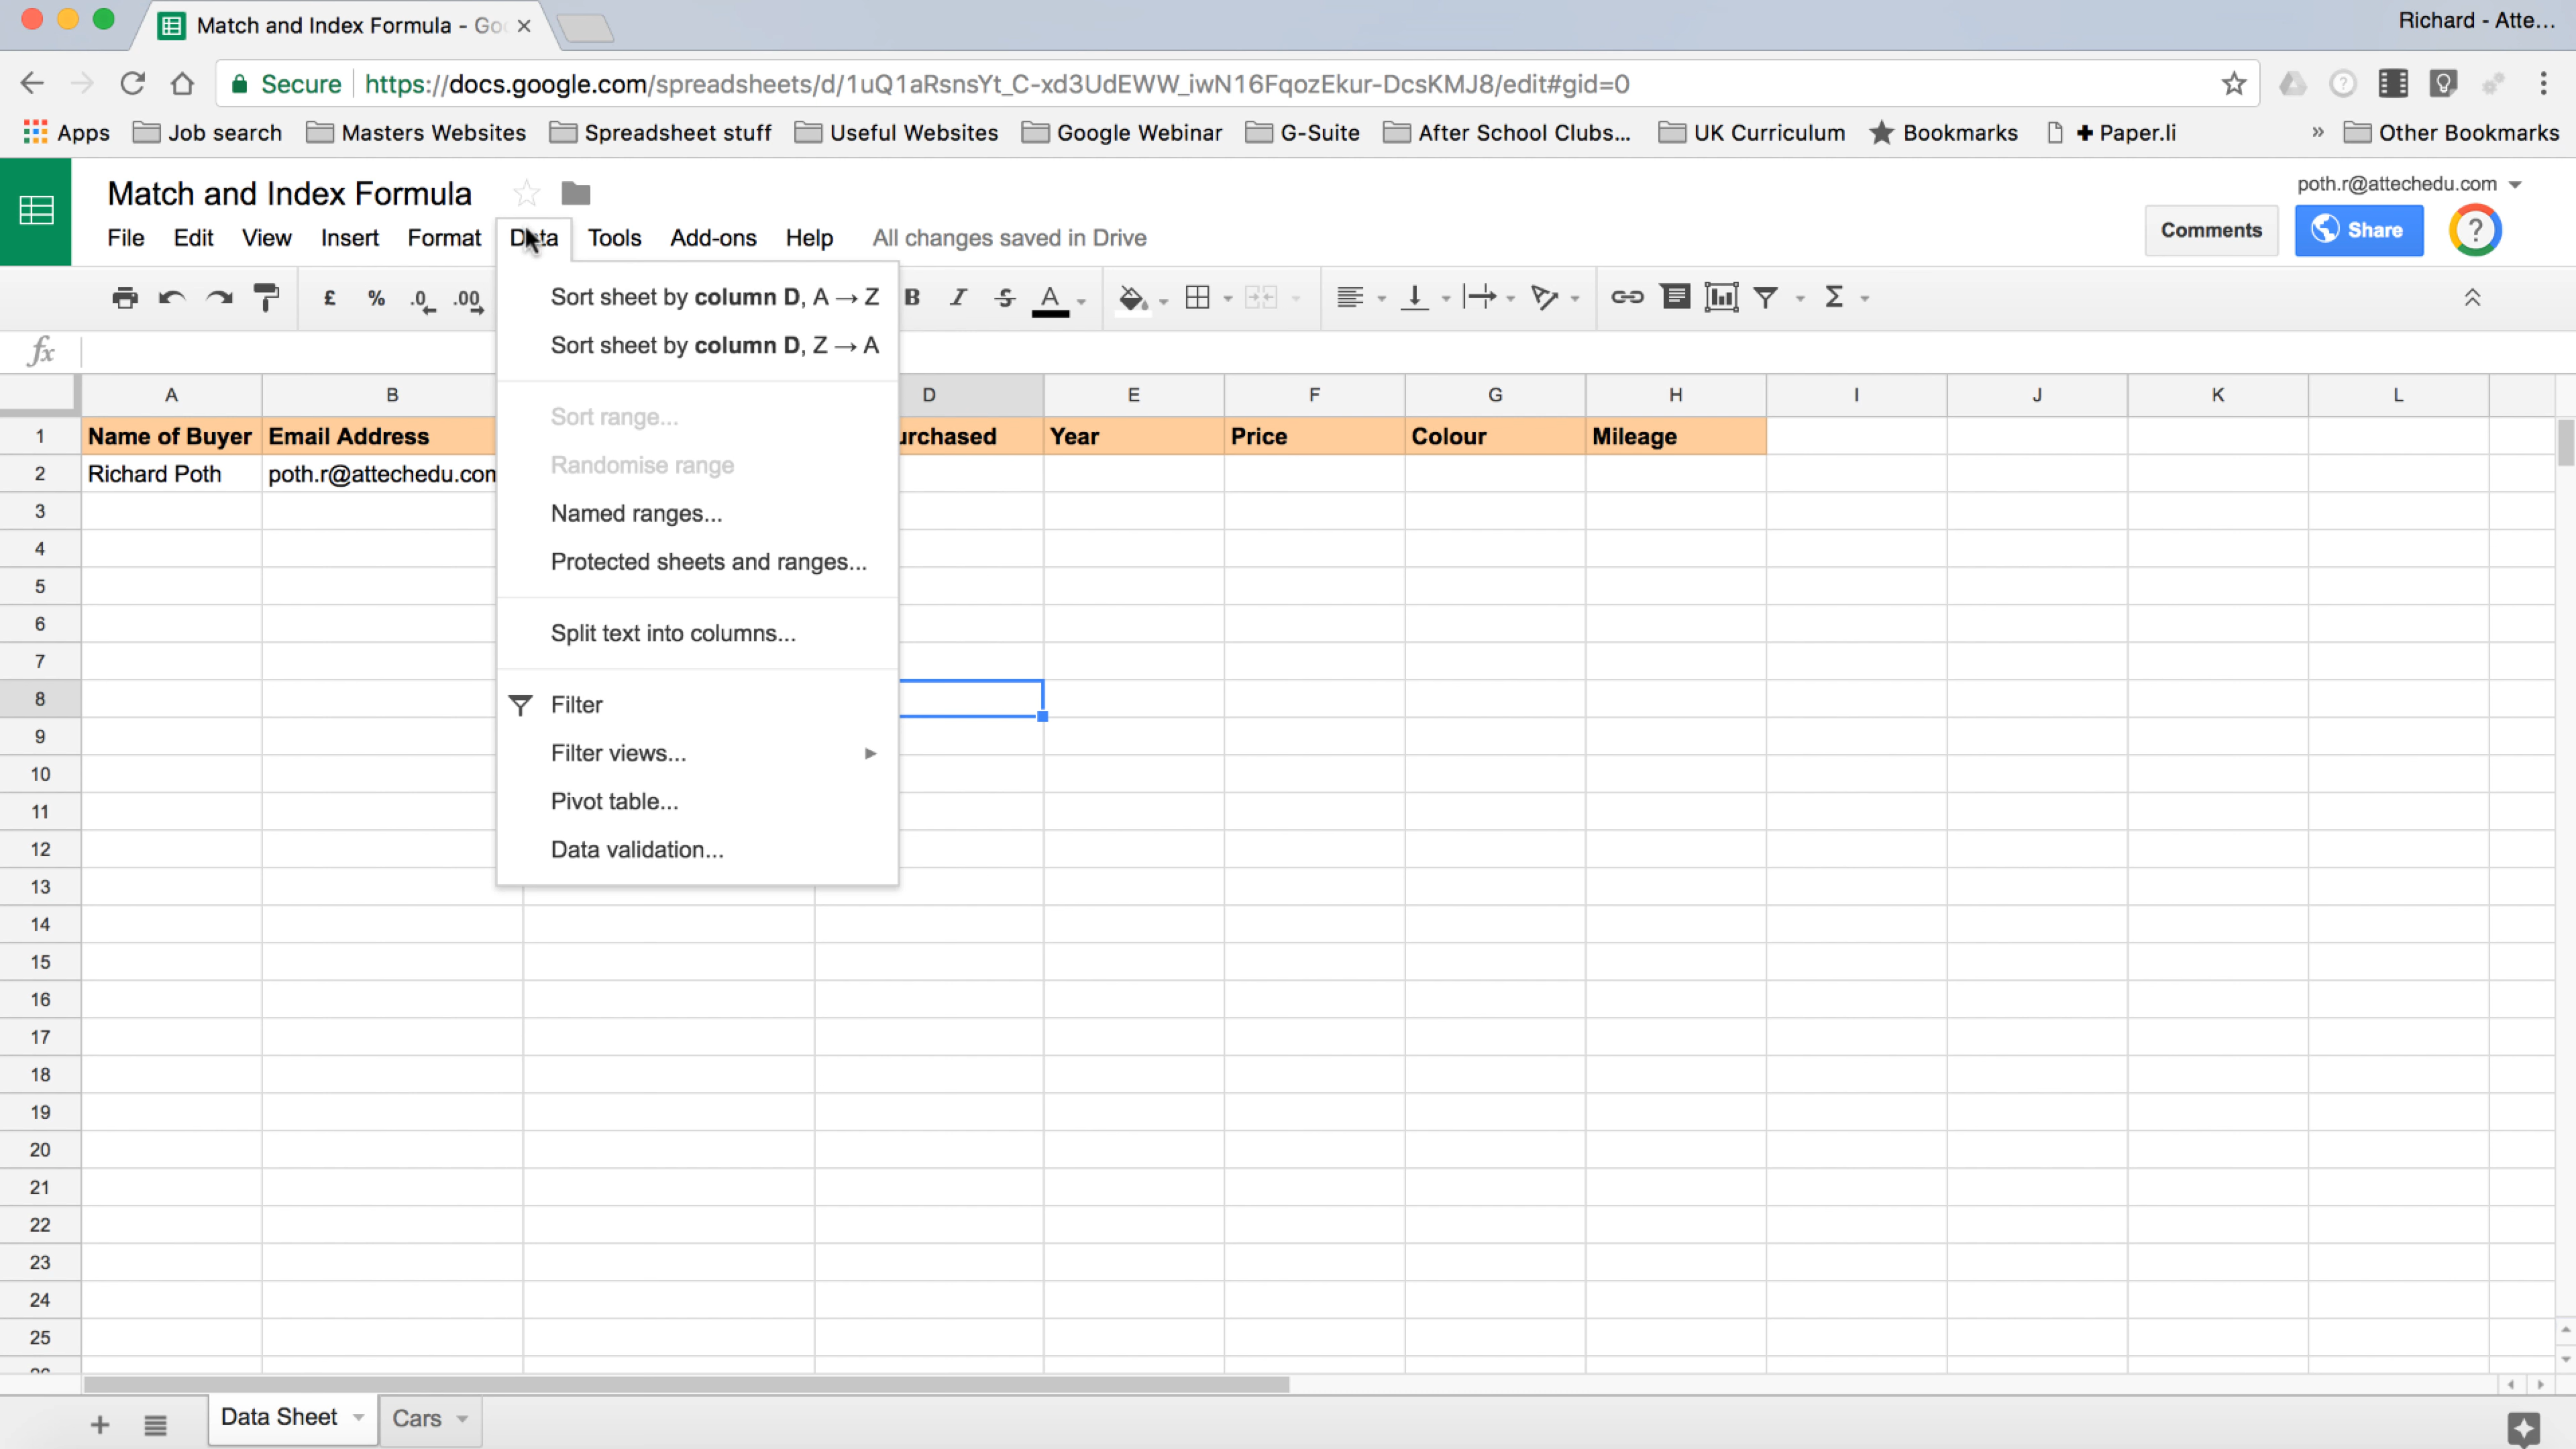 Match and Index Formula - Goo
Richard - Atte...
Secure https://docs.google.com/spreadsheets/d/1uQ1aRsnsYt_C-xd3UdEWW_iwN16FqozEkur-DcsKMJ8/edit#gid=0
Apps Job search Masters Websites Spreadsheet stuff Useful Websites Google Webinar G-Suite After School Clubs... UK Curriculum Bookmarks Paper.li » Other Bookmarks
Match and Index Formula
poth.r@attechedu.com
File Edit View Insert Format Data Tools Add-ons Help All changes saved in Drive
Comments Share
£ % .0 .00 B I S A Σ
Sort sheet by column D, A → Z
Sort sheet by column D, Z → A
Sort range...
Randomise range
Named ranges...
Protected sheets and ranges...
Split text into columns...
Filter
Filter views...
Pivot table...
Data validation...
fx
A B D E F G H I J K L
1 Name of Buyer Email Address urchased Year Price Colour Mileage
2 Richard Poth poth.r@attechedu.com
3
4
5
6
7
8
9
10
11
12
13
14
15
16
17
18
19
20
21
22
23
24
25
26
Data Sheet Cars